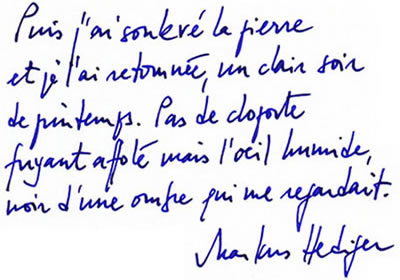 Puis j'ai soulevé la pierre
et je l'ai retournée, un clair soir
de printemps. Pas de cloporte
fuyant affolé mais l'oeil humide,
noir d'une ombre qui me regardait.
Markus Hediger